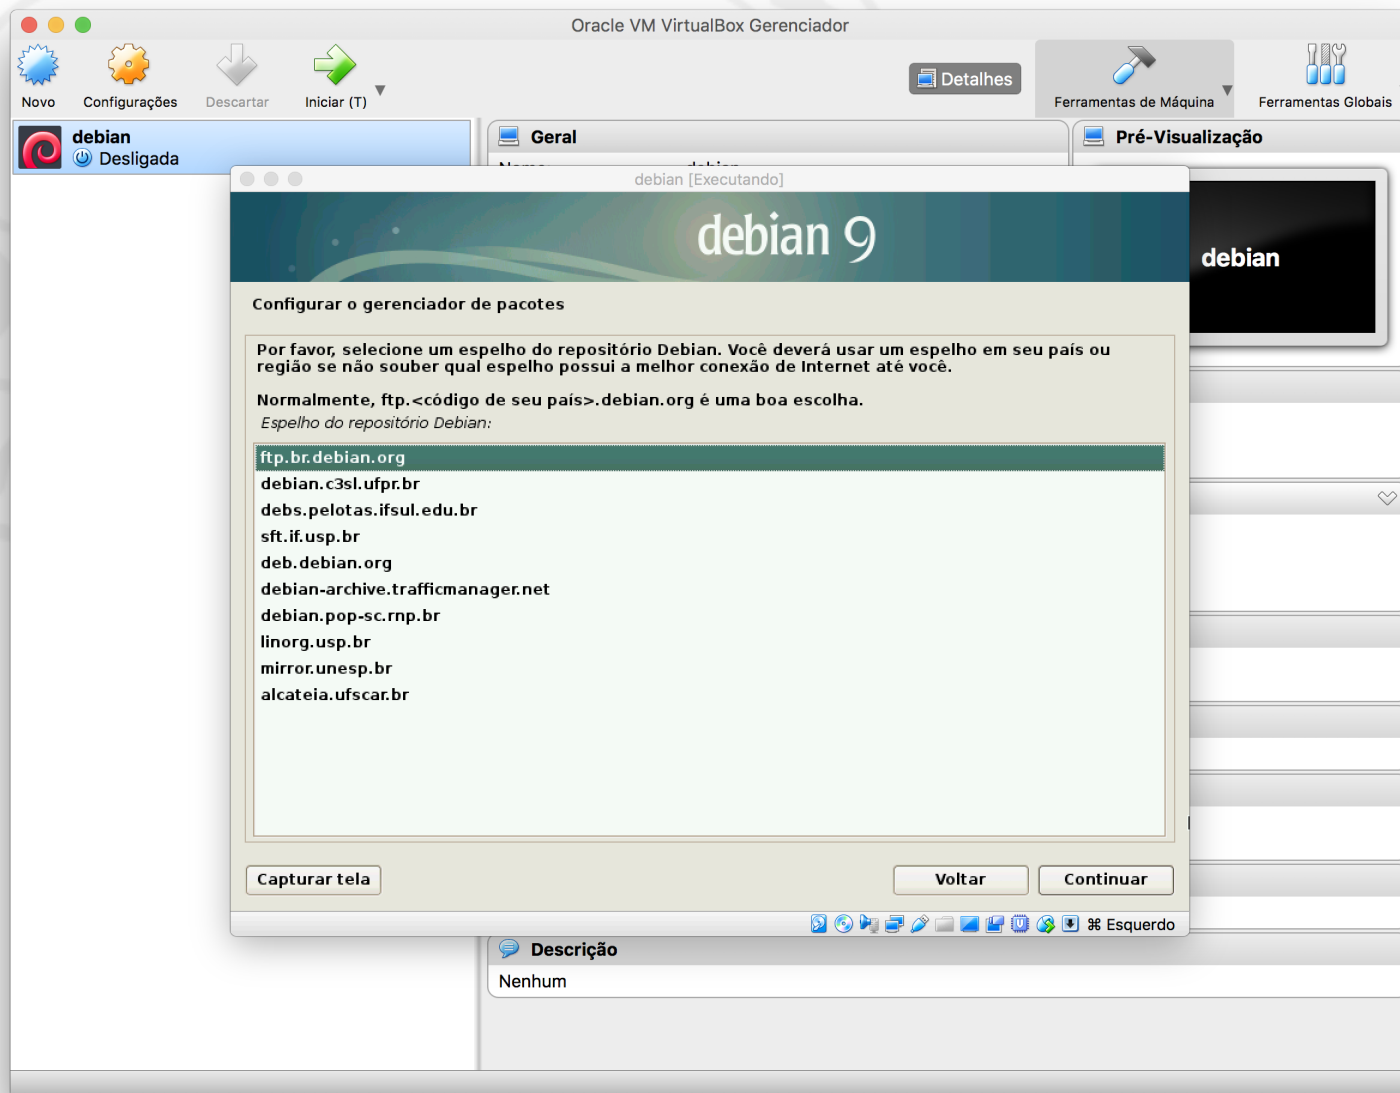 Oracle VM VirtualBox Gerenciador
Novo
Configurações
Descartar
Iniciar (T)
Detalhes
Ferramentas de Máquina
Ferramentas Globais
debian
Desligada
Geral
Pré-Visualização
debian
debian [Executando]
debian 9
Configurar o gerenciador de pacotes
Por favor, selecione um espelho do repositório Debian. Você deverá usar um espelho em seu país ou
região se não souber qual espelho possui a melhor conexão de Internet até você.
Normalmente, ftp.<código de seu país>.debian.org é uma boa escolha.
Espelho do repositório Debian:
ftp.br.debian.org
debian.c3sl.ufpr.br
debs.pelotas.ifsul.edu.br
sft.if.usp.br
deb.debian.org
debian-archive.trafficmanager.net
debian.pop-sc.rnp.br
linorg.usp.br
mirror.unesp.br
alcateia.ufscar.br
Capturar tela
Voltar
Continuar
⌘ Esquerdo
Descrição
Nenhum